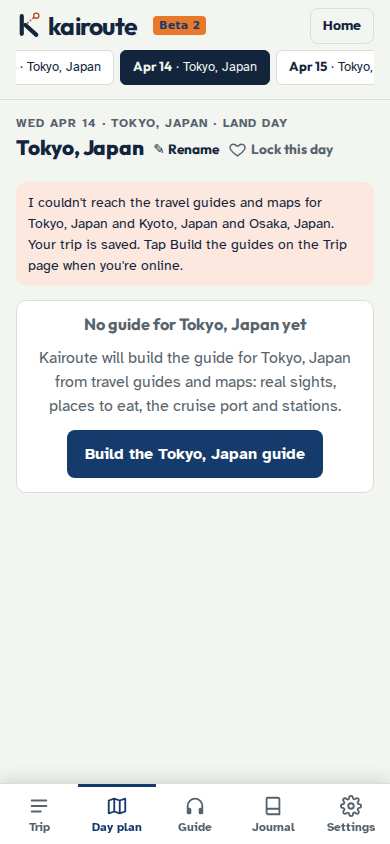 kairoute Beta 2 Home
· Tokyo, Japan Apr 14 · Tokyo, Japan Apr 15 · Tokyo,
WED APR 14 · TOKYO, JAPAN · LAND DAY
Tokyo, Japan ✎ Rename Lock this day
I couldn't reach the travel guides and maps for
Tokyo, Japan and Kyoto, Japan and Osaka, Japan.
Your trip is saved. Tap Build the guides on the Trip
page when you're online.
No guide for Tokyo, Japan yet
Kairoute will build the guide for Tokyo, Japan
from travel guides and maps: real sights,
places to eat, the cruise port and stations.
Build the Tokyo, Japan guide
Trip Day plan Guide Journal Settings